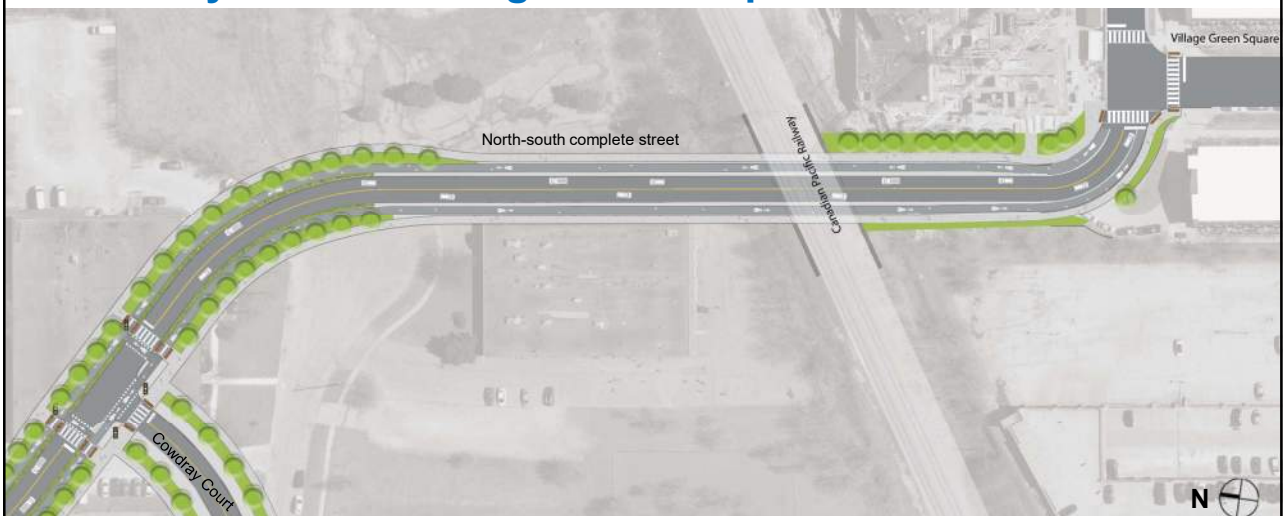 Village Green Square
North-south complete street
Canadian Pacific Railway
Cowdray Court
N